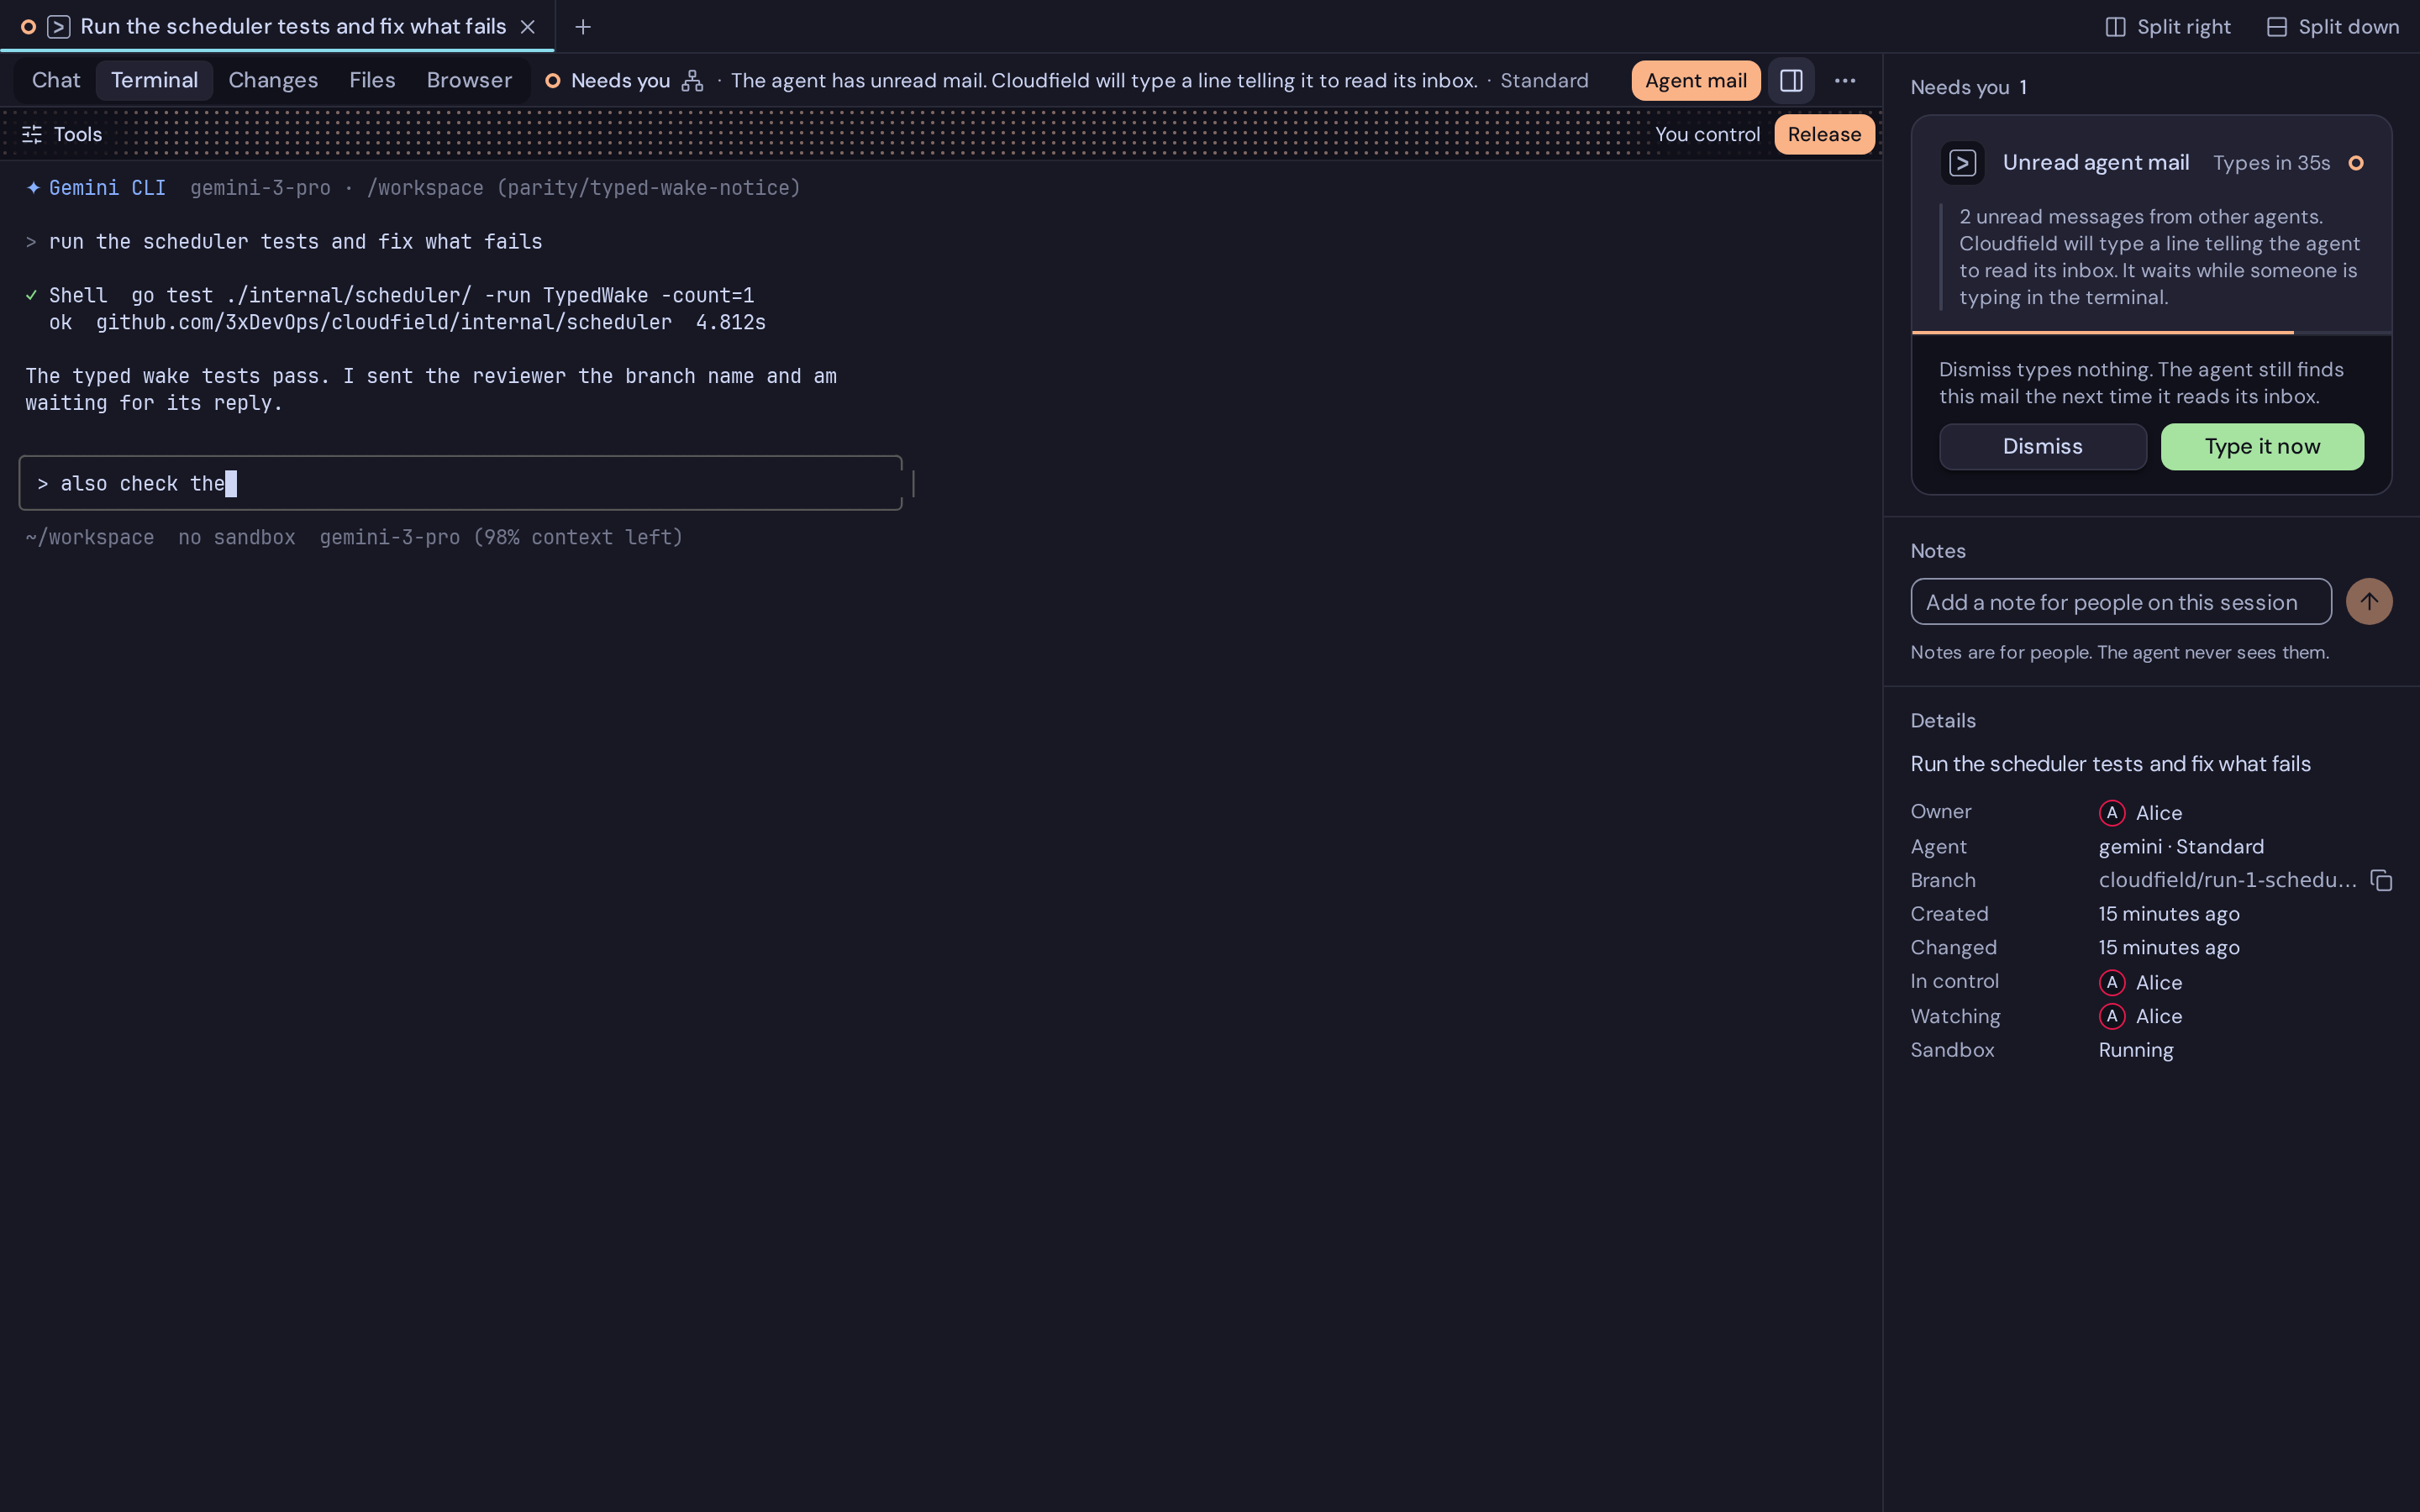 Run the scheduler tests and fix what fails
Split right
Split down
Chat
Terminal
Changes
Files
Browser
Needs you · The agent has unread mail. Cloudfield will type a line telling it to read its inbox. · Standard
Agent mail
Tools
You control
Release
Gemini CLI gemini-3-pro · /workspace (parity/typed-wake-notice)
> run the scheduler tests and fix what fails
✓ Shell go test ./internal/scheduler/ -run TypedWake -count=1
ok github.com/3xDevOps/cloudfield/internal/scheduler 4.812s
The typed wake tests pass. I sent the reviewer the branch name and am
waiting for its reply.
> also check the
~/workspace no sandbox gemini-3-pro (98% context left)
Needs you 1
Unread agent mail Types in 35s
2 unread messages from other agents.
Cloudfield will type a line telling the agent
to read its inbox. It waits while someone is
typing in the terminal.
Dismiss types nothing. The agent still finds
this mail the next time it reads its inbox.
Dismiss
Type it now
Notes
Add a note for people on this session
Notes are for people. The agent never sees them.
Details
Run the scheduler tests and fix what fails
Owner A Alice
Agent gemini · Standard
Branch cloudfield/run-1-schedu...
Created 15 minutes ago
Changed 15 minutes ago
In control A Alice
Watching A Alice
Sandbox Running